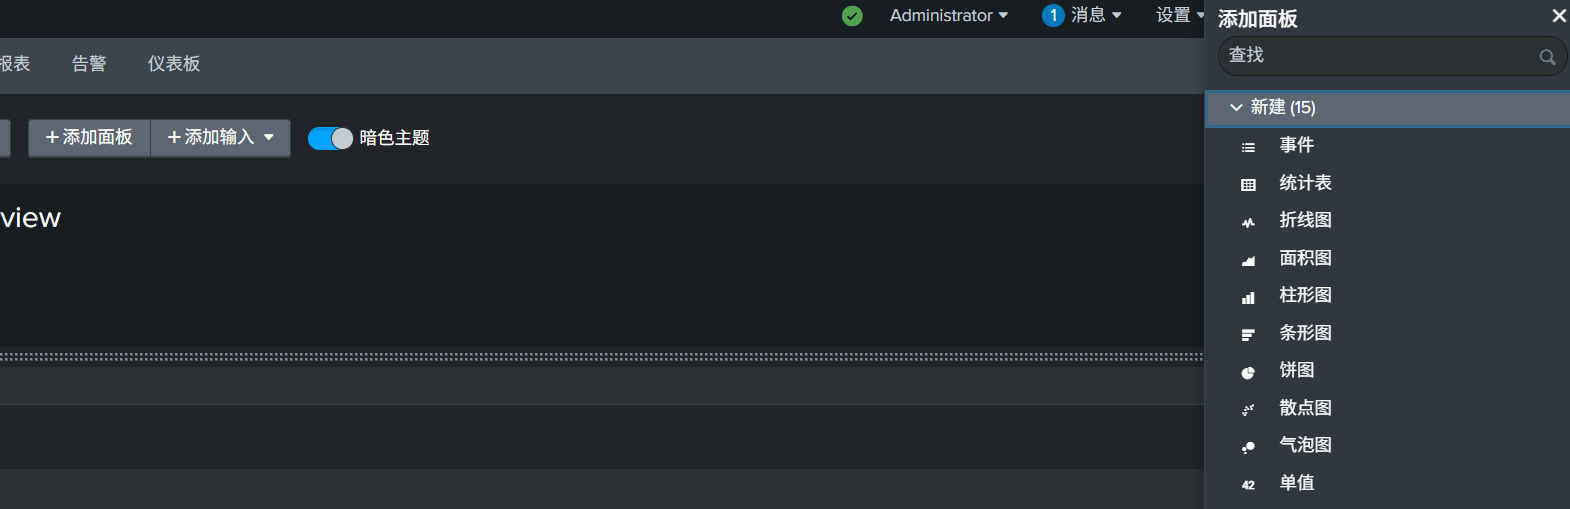 Administrator
1 消息
设置
报表
告警
仪表板
+添加面板
+添加输入
暗色主题
view
添加面板
查找
新建 (15)
事件
统计表
折线图
面积图
柱形图
条形图
饼图
散点图
气泡图
42 单值